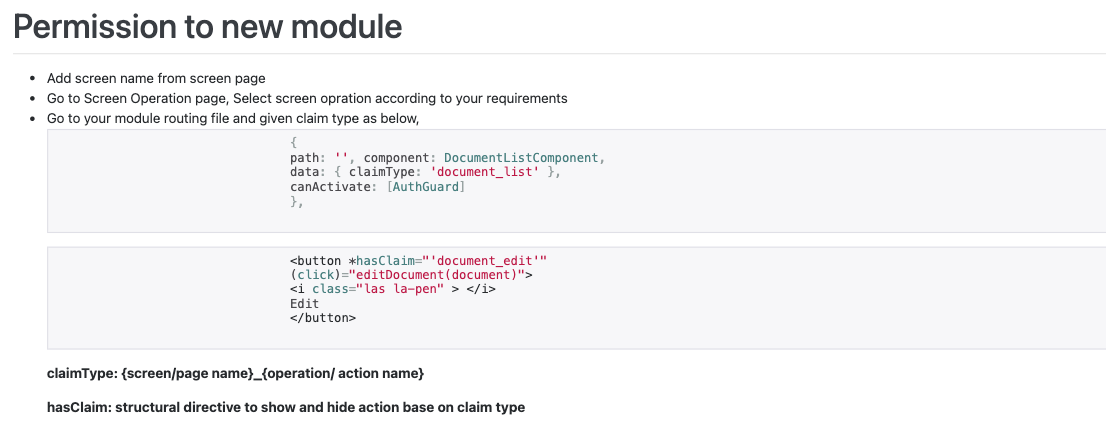 Permission to new module
Add screen name from screen page
Go to Screen Operation page, Select screen opration according to your requirements
Go to your module routing file and given claim type as below,
{
path: '', component: DocumentListComponent,
data: { claimType: 'document_list' },
canActivate: [AuthGuard]
},
<button *hasClaim="'document_edit'"
(click)="editDocument(document)">
<i class="las la-pen" > </i>
Edit
</button>
claimType: {screen/page name}_{operation/ action name}
hasClaim: structural directive to show and hide action base on claim type